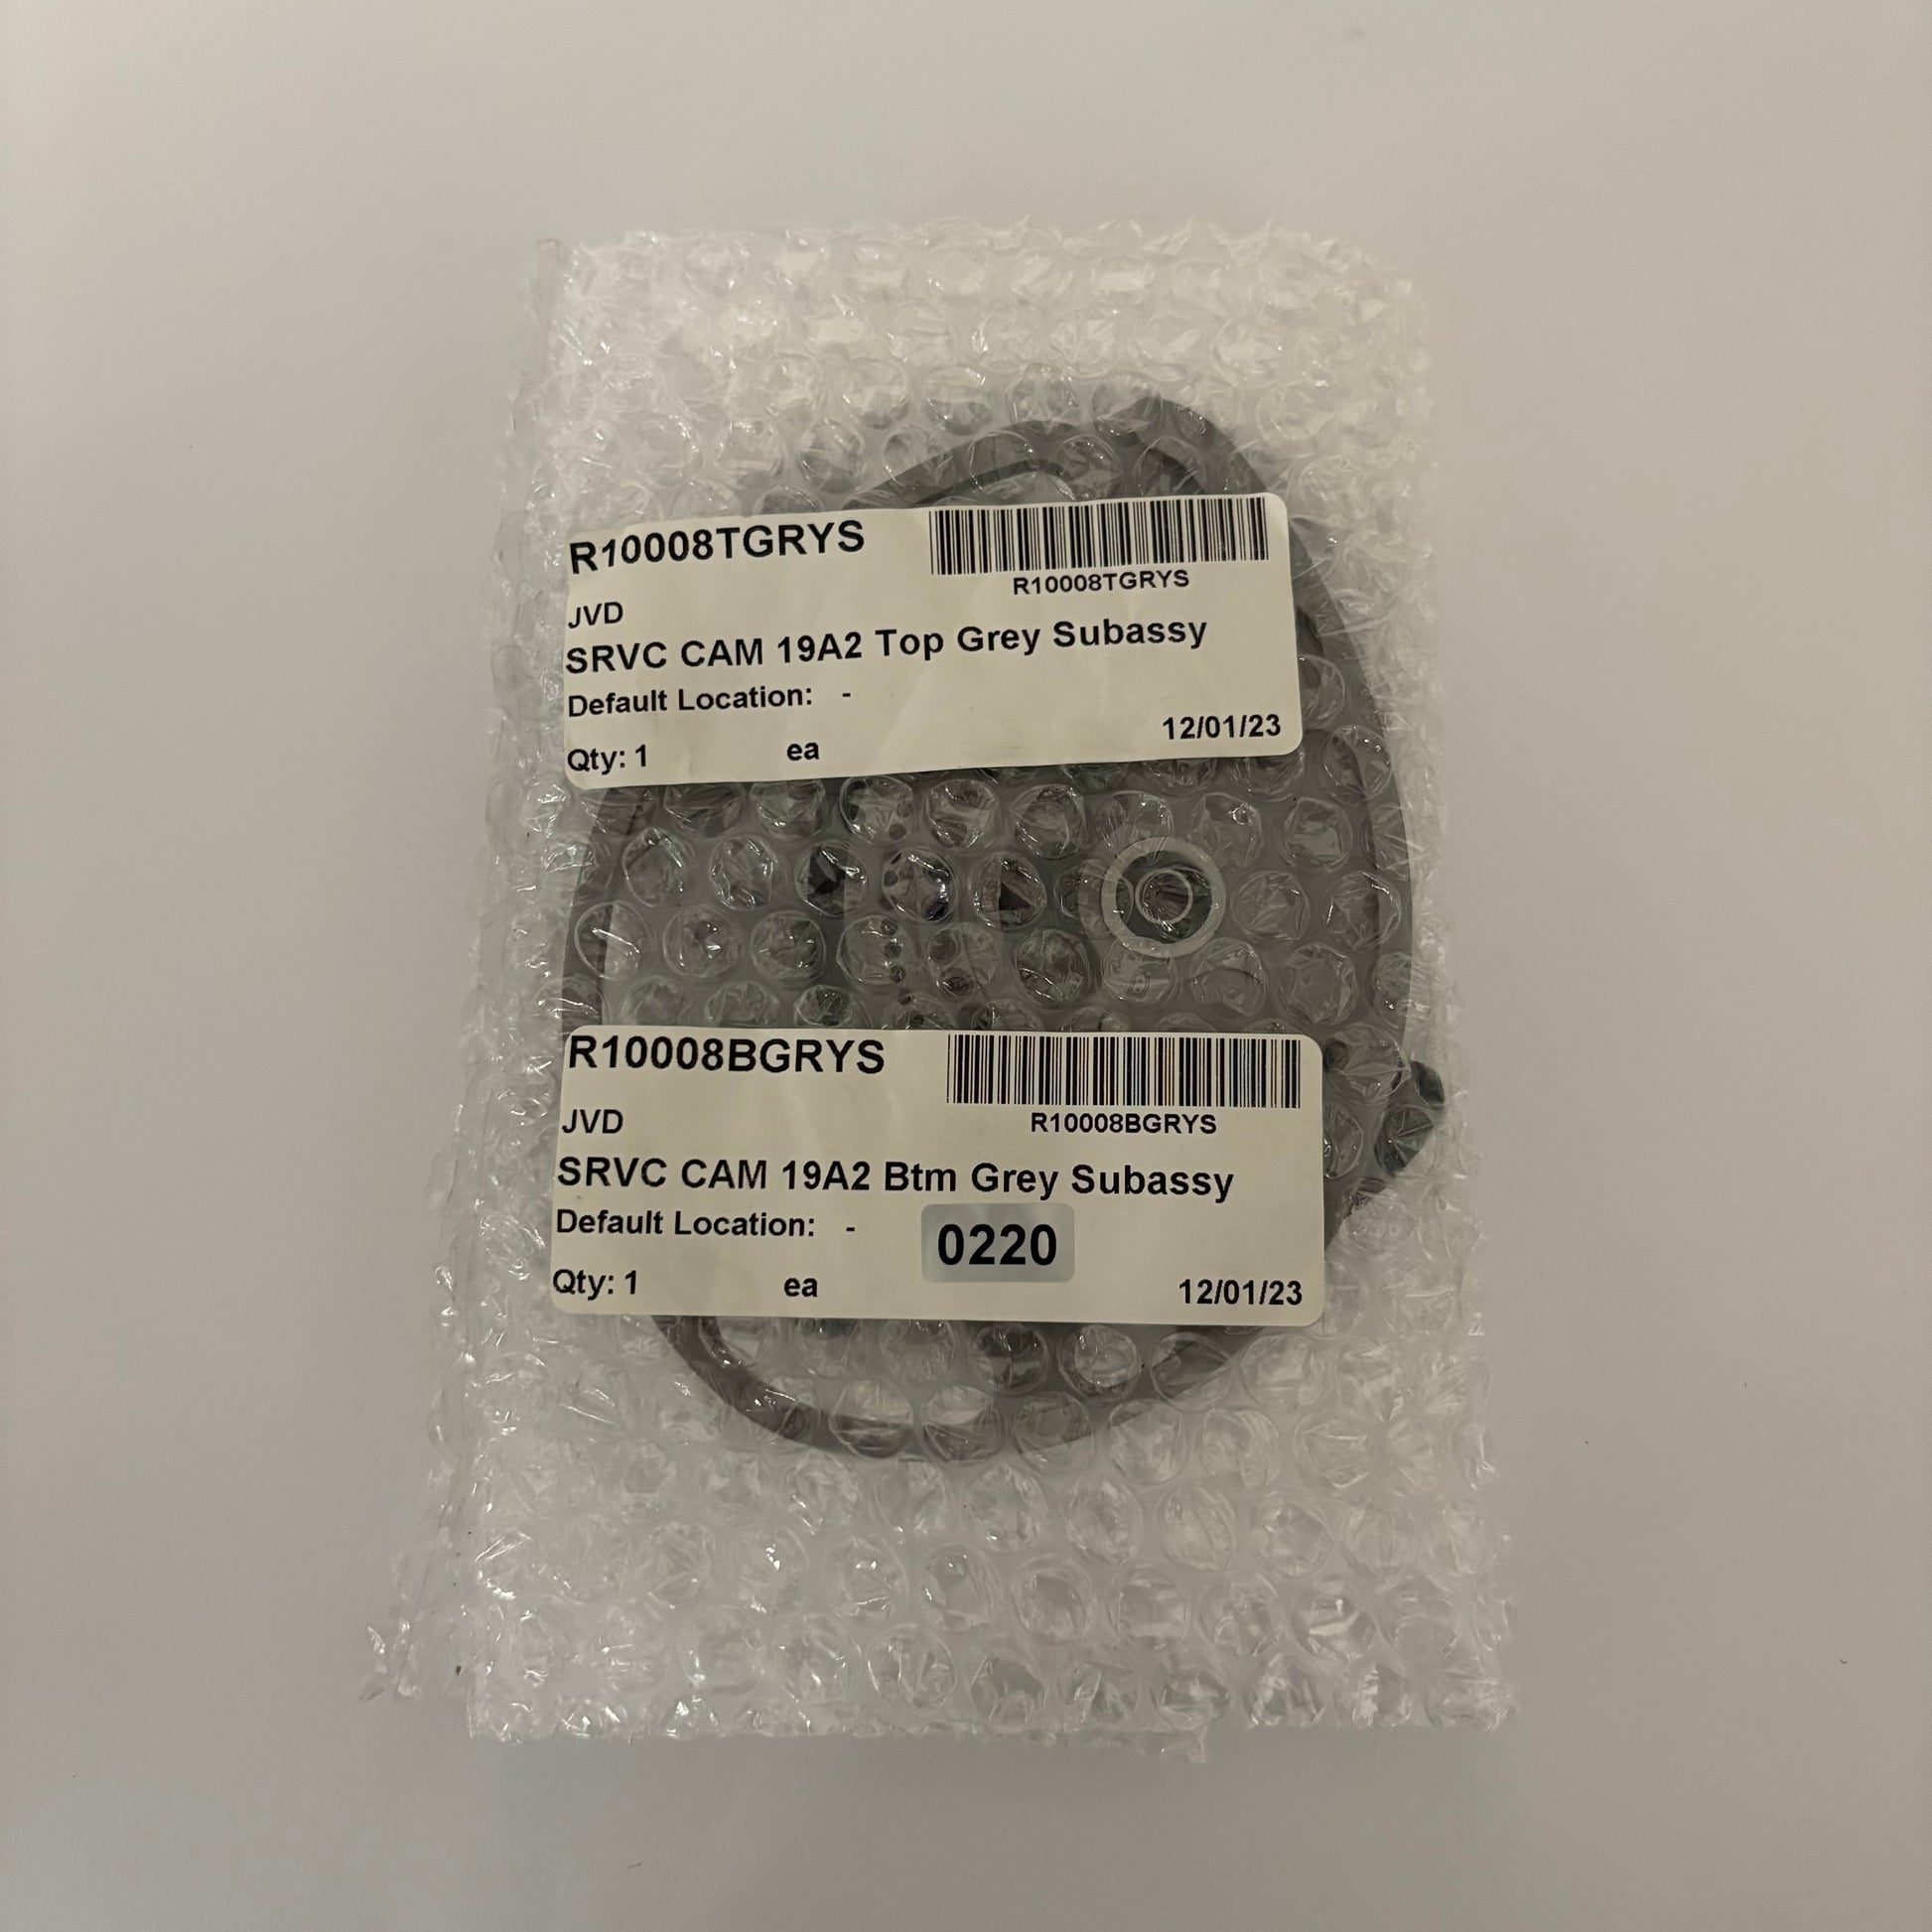 R10008TGRYS
R10008TGRYS
JVD
SRVC CAM 19A2 Top Grey Subassy
Default Location: -
12/01/23
Qty: 1 ea
R10008BGRYS
R10008BGRYS
JVD
SRVC CAM 19A2 Btm Grey Subassy
Default Location: -
0220
Qty: 1 ea
12/01/23